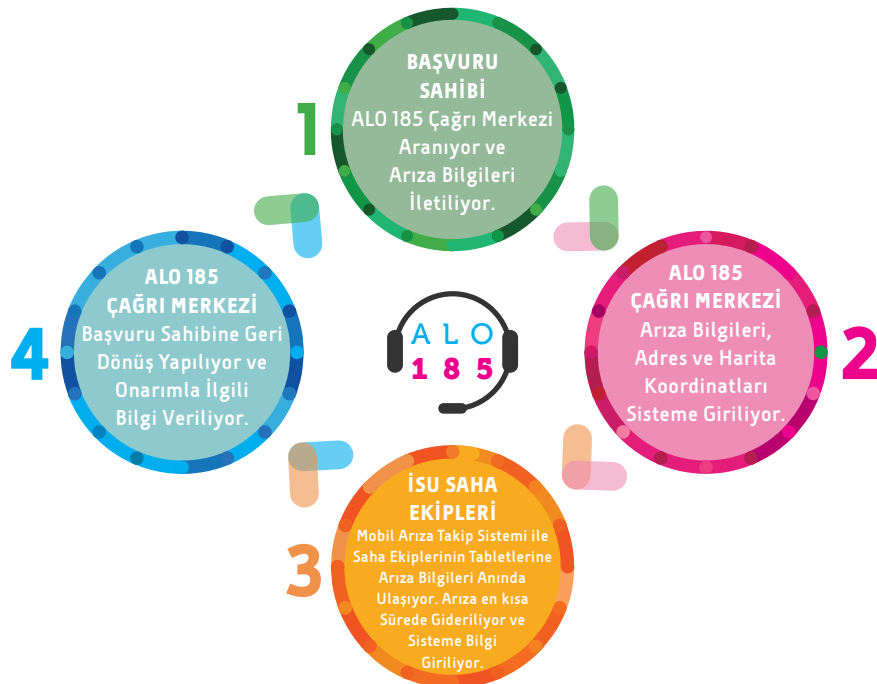 1
BAŞVURU
SAHİBİ
ALO 185 Çağrı Merkezi
Aranıyor ve
Arıza Bilgileri
İletiliyor.
2
ALO 185
ÇAĞRI MERKEZİ
Arıza Bilgileri,
Adres ve Harita
Koordinatları
Sisteme Giriliyor.
3
İSU SAHA
EKİPLERİ
Mobil Arıza Takip Sistemi ile
Saha Ekiplerinin Tabletlerine
Arıza Bilgileri Anında
Ulaşıyor. Arıza en kısa
Sürede Gideriliyor ve
Sisteme Bilgi
Giriliyor.
4
ALO 185
ÇAĞRI MERKEZİ
Başvuru Sahibine Geri
Dönüş Yapılıyor ve
Onarımla İlgili
Bilgi Veriliyor.
ALO
185